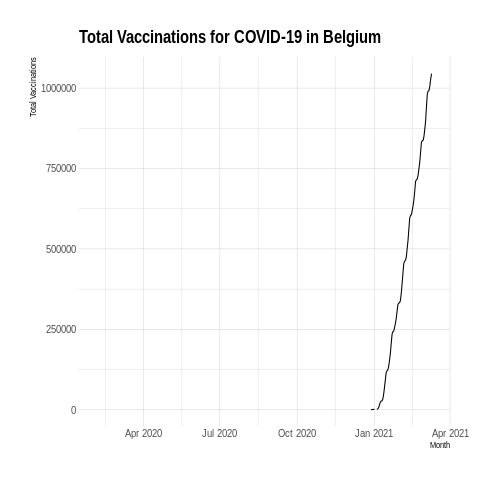 Total Vaccinations for COVID-19 in Belgium
Total Vaccinations
1000000
750000
500000
250000
0
Apr 2020 Jul 2020 Oct 2020 Jan 2021 Apr 2021
Month